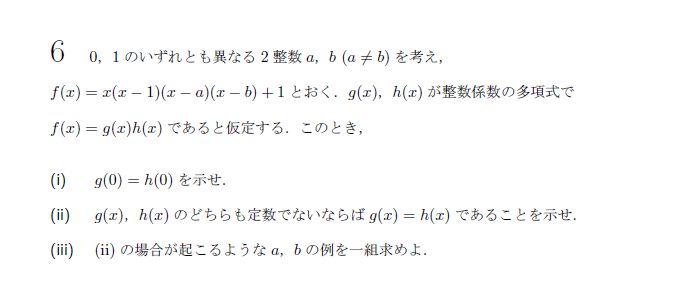 6 0，1 のいずれとも異なる 2 整数 a，b (a ≠ b) を考え，
f(x) = x(x − 1)(x − a)(x − b) + 1 とおく．g(x)，h(x) が整数係数の多項式で
f(x) = g(x)h(x) であると仮定する．このとき，
(i) g(0) = h(0) を示せ．
(ii) g(x)，h(x) のどちらも定数でないならば g(x) = h(x) であることを示せ．
(iii) (ii) の場合が起こるような a，b の例を一組求めよ．